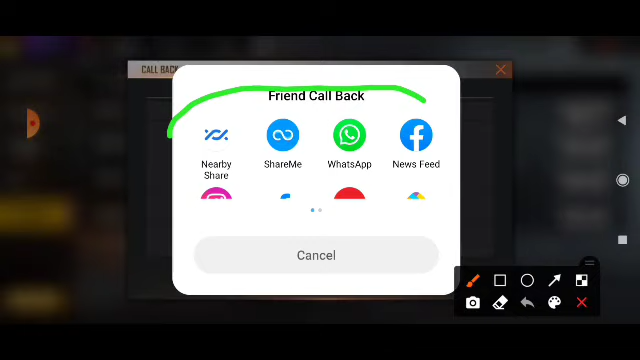 CALL BACK
Friend Call Back
Nearby Share
ShareMe
WhatsApp
News Feed
Cancel